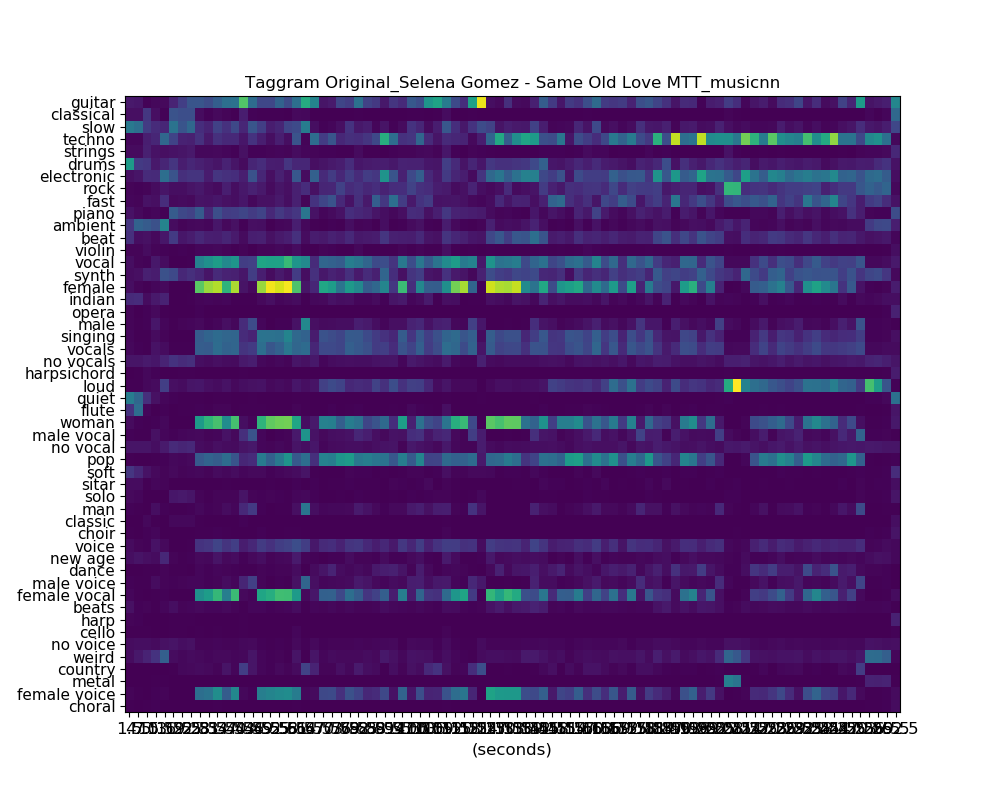 Taggram Original_Selena Gomez - Same Old Love MTT_musicnn
guitar
classical
slow
techno
strings
drums
electronic
rock
fast
piano
ambient
beat
violin
vocal
synth
female
indian
opera
male
singing
vocals
no vocals
harpsichord
loud
quiet
flute
woman
male vocal
no vocal
pop
soft
sitar
solo
man
classic
choir
voice
new age
dance
male voice
female vocal
beats
harp
cello
no voice
weird
country
metal
female voice
choral
(seconds)